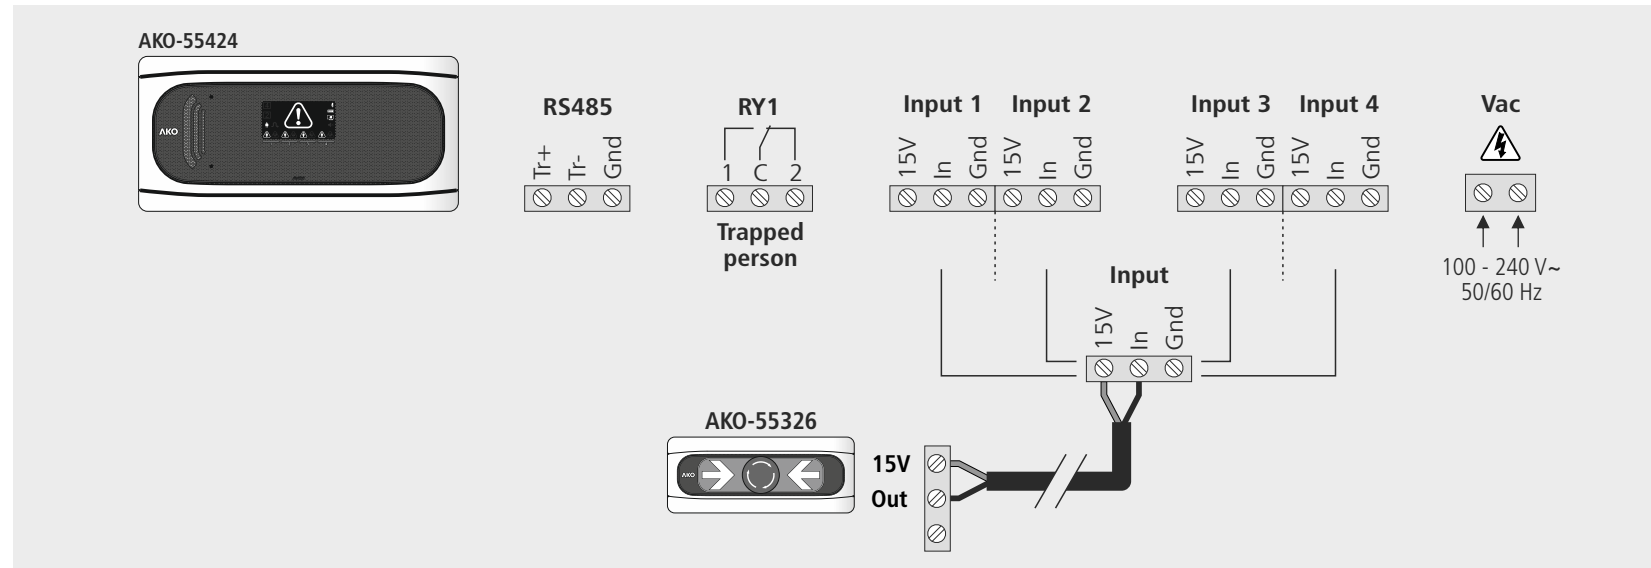 AKO-55424
AKO
RS485
Tr+ Tr- Gnd
RY1
1 C 2
Trapped
person
Input 1 Input 2
15V In Gnd 15V In Gnd
Input 3 Input 4
15V In Gnd 15V In Gnd
Vac
100 - 240 V~
50/60 Hz
Input
15V In Gnd
AKO-55326
AKO
15V
Out